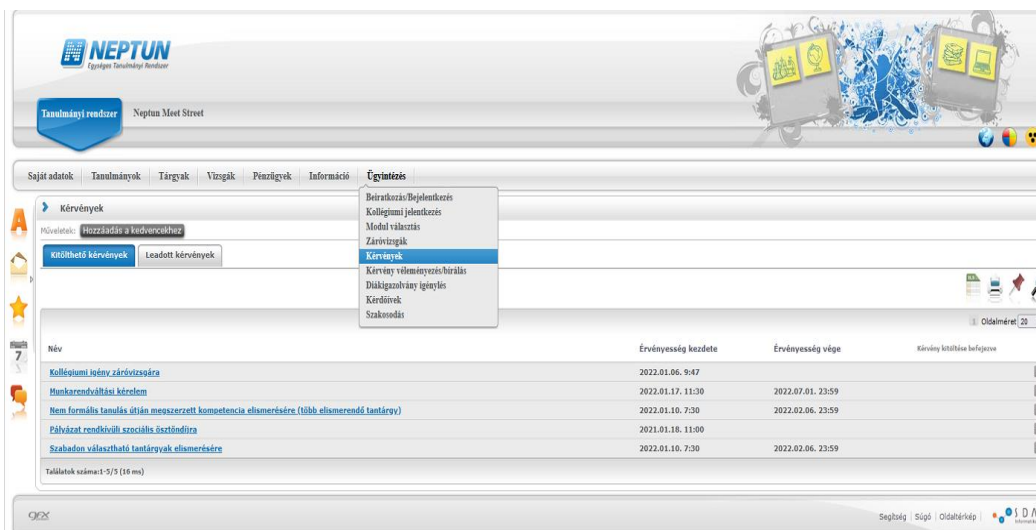 NEPTUN
Egységes Tanulmányi Rendszer
Tanulmányi rendszer
Neptun Meet Street
Saját adatok Tanulmányok Tárgyak Vizsgák Pénzügyek Információ Ügyintézés
Beiratkozás/Bejelentkezés
Kollégiumi jelentkezés
Modul választás
Záróvizsgák
Kérvények
Kérvény véleményezés/bírálás
Diákigazolvány igénylés
Kérdőívek
Szakosodás
Kérvények
Műveletek: Hozzáadás a kedvencekhez
Kitölthető kérvények Leadott kérvények
1 Oldalméret 20
Név Érvényesség kezdete Érvényesség vége Kérvény kitöltése befejezve
Kollégiumi igény záróvizsgára 2022.01.06. 9:47
Munkarendváltási kérelem 2022.01.17. 11:30 2022.07.01. 23:59
Nem formális tanulás útján megszerzett kompetencia elismerésére (több elismerendő tantárgy) 2022.01.10. 7:30 2022.02.06. 23:59
Pályázat rendkívüli szociális ösztöndíjra 2021.01.18. 11:00
Szabadon választható tantárgyak elismerésére 2022.01.10. 7:30 2022.02.06. 23:59
Találatok száma:1-5/5 (16 ms)
7
Segítség Súgó Oldaltérkép